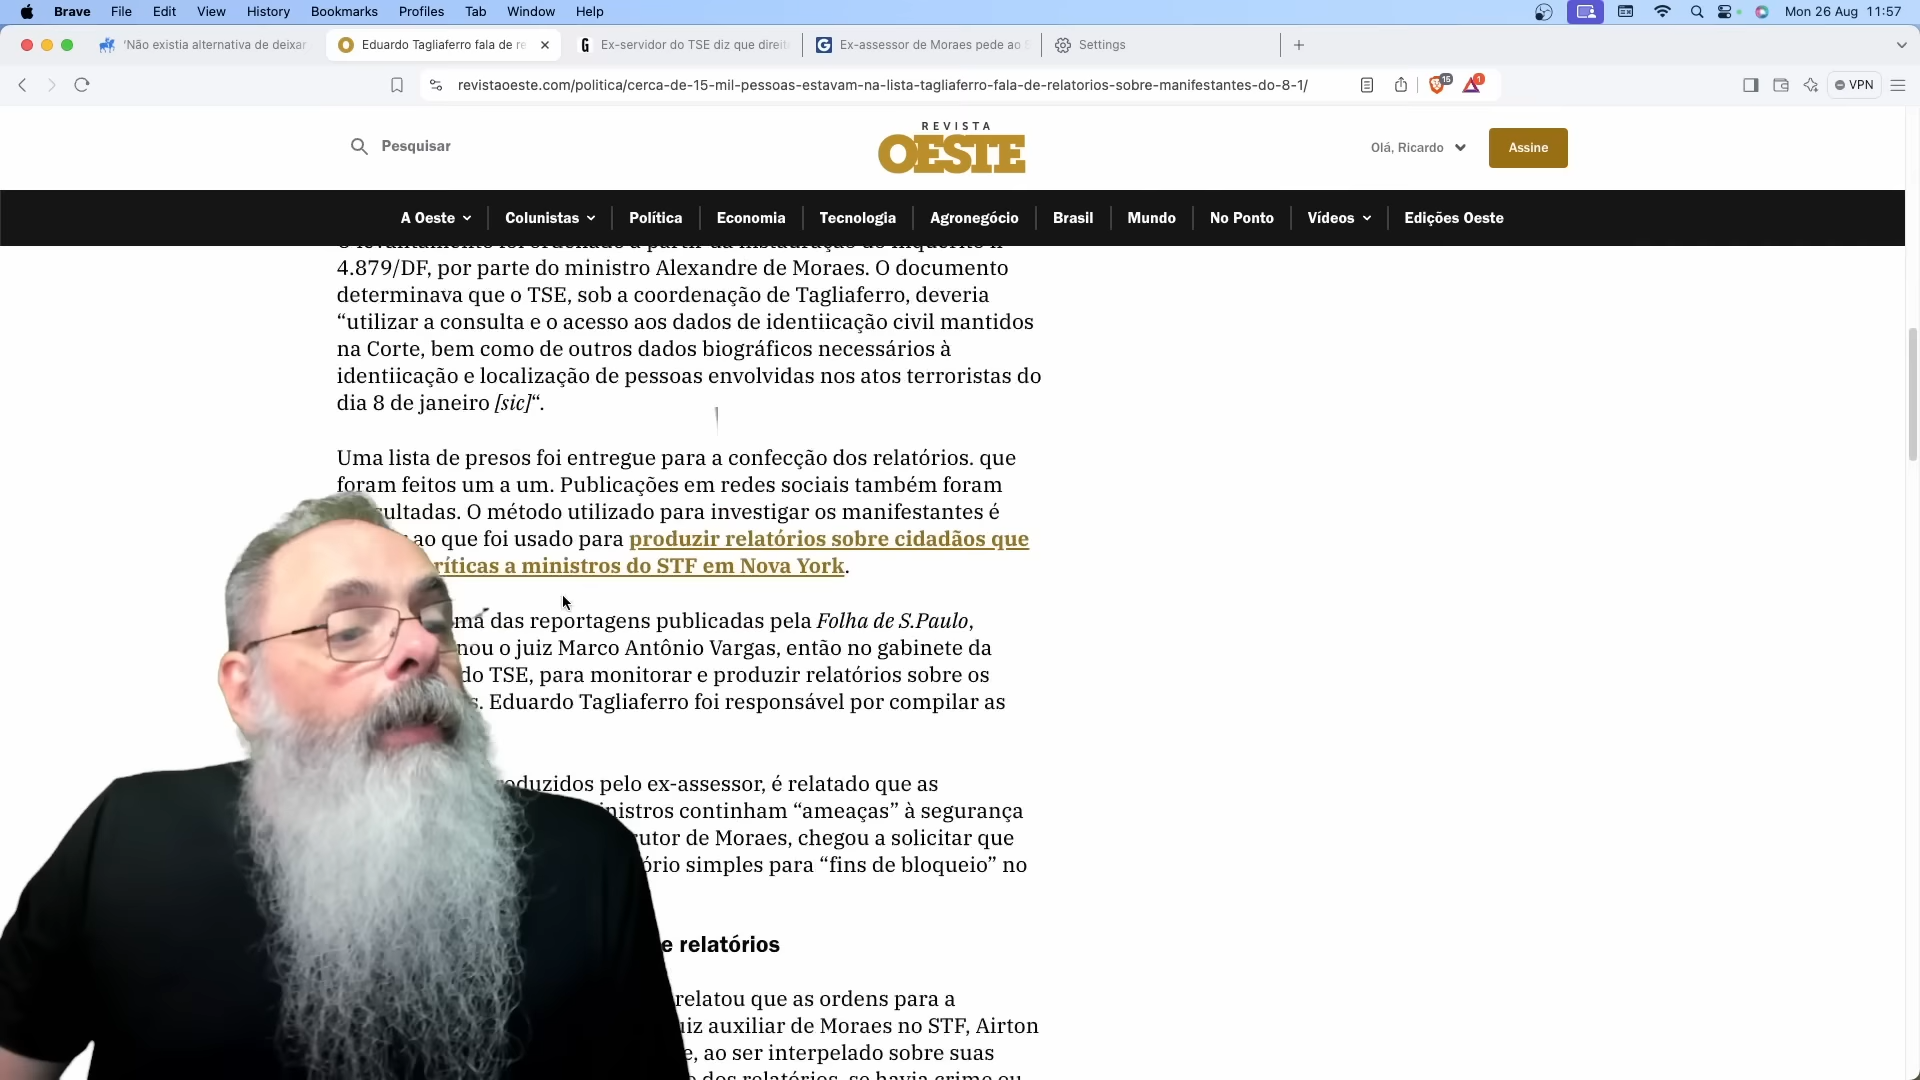 Brave File Edit View History Bookmarks Profiles Tab Window Help Mon 26 Aug 11:57
'Não existia alternativa de deixar Eduardo Tagliaferro fala de re Ex-servidor do TSE diz que direit Ex-assessor de Moraes pede ao S Settings
revistaoeste.com/politica/cerca-de-15-mil-pessoas-estavam-na-lista-tagliaferro-fala-de-relatorios-sobre-manifestantes-do-8-1/ 15 1 VPN
Pesquisar REVISTA OESTE Olá, Ricardo Assine
A Oeste Colunistas Política Economia Tecnologia Agronegócio Brasil Mundo No Ponto Vídeos Edições Oeste
O levantamento foi ordenado a partir da instauração do inquérito n
4.879/DF, por parte do ministro Alexandre de Moraes. O documento
determinava que o TSE, sob a coordenação de Tagliaferro, deveria
“utilizar a consulta e o acesso aos dados de identiicação civil mantidos
na Corte, bem como de outros dados biográficos necessários à
identiicação e localização de pessoas envolvidas nos atos terroristas do
dia 8 de janeiro [sic]“.
Uma lista de presos foi entregue para a confecção dos relatórios. que
foram feitos um a um. Publicações em redes sociais também foram
sultadas. O método utilizado para investigar os manifestantes é
ao que foi usado para produzir relatórios sobre cidadãos que
ríticas a ministros do STF em Nova York.
ma das reportagens publicadas pela Folha de S.Paulo,
nou o juiz Marco Antônio Vargas, então no gabinete da
do TSE, para monitorar e produzir relatórios sobre os
s. Eduardo Tagliaferro foi responsável por compilar as
oduzidos pelo ex-assessor, é relatado que as
nistros continham “ameaças” à segurança
utor de Moraes, chegou a solicitar que
ório simples para “fins de bloqueio” no
e relatórios
relatou que as ordens para a
uiz auxiliar de Moraes no STF, Airton
e, ao ser interpelado sobre suas
o dos relatórios, se havia crime ou